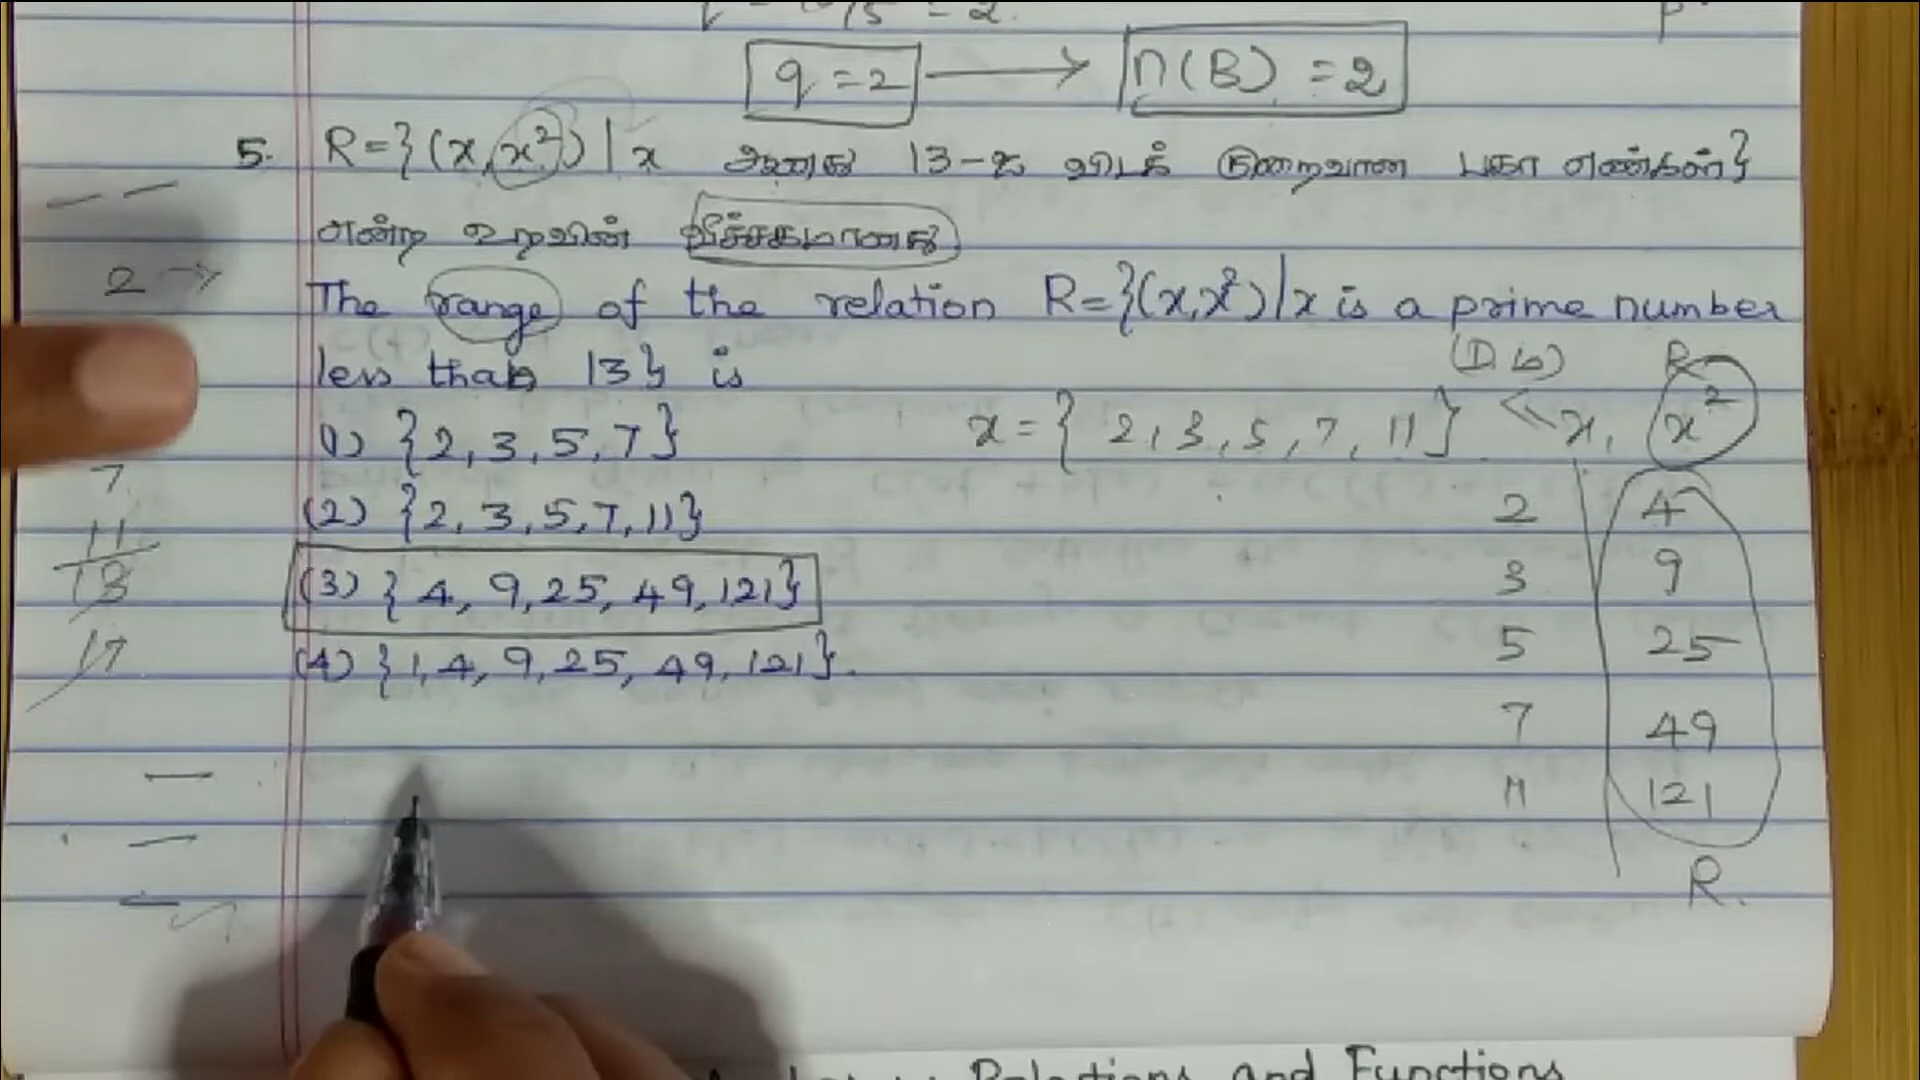 q = 2 → n(B) = 2
5. R={(x,x²)|x ஆனது 13-ஐ விடக் குறைவான பகா எண்கள்}
என்ற உறவின் வீச்சகமானது
The range of the relation R={(x,x²)|x is a prime number
less than 13} is
(1) {2,3,5,7}
(2) {2,3,5,7,11}
(3) {4,9,25,49,121}
(4) {1,4,9,25,49,121}.
x={2,3,5,7,11}
R
x, x²
2 4
3 9
5 25
7 49
11 121
R.
2 →
7
11
13
17
Relations and Functions